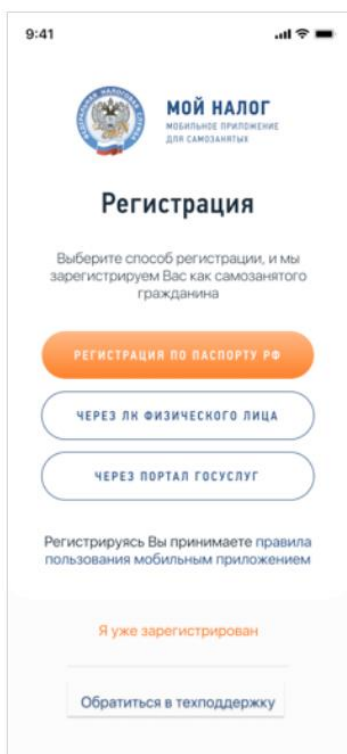 9:41
МОЙ НАЛОГ
МОБИЛЬНОЕ ПРИЛОЖЕНИЕ
ДЛЯ САМОЗАНЯТЫХ
Регистрация
Выберите способ регистрации, и мы
зарегистрируем Вас как самозанятого
гражданина
РЕГИСТРАЦИЯ ПО ПАСПОРТУ РФ
ЧЕРЕЗ ЛК ФИЗИЧЕСКОГО ЛИЦА
ЧЕРЕЗ ПОРТАЛ ГОСУСЛУГ
Регистрируясь Вы принимаете правила
пользования мобильным приложением
Я уже зарегистрирован
Обратиться в техподдержку